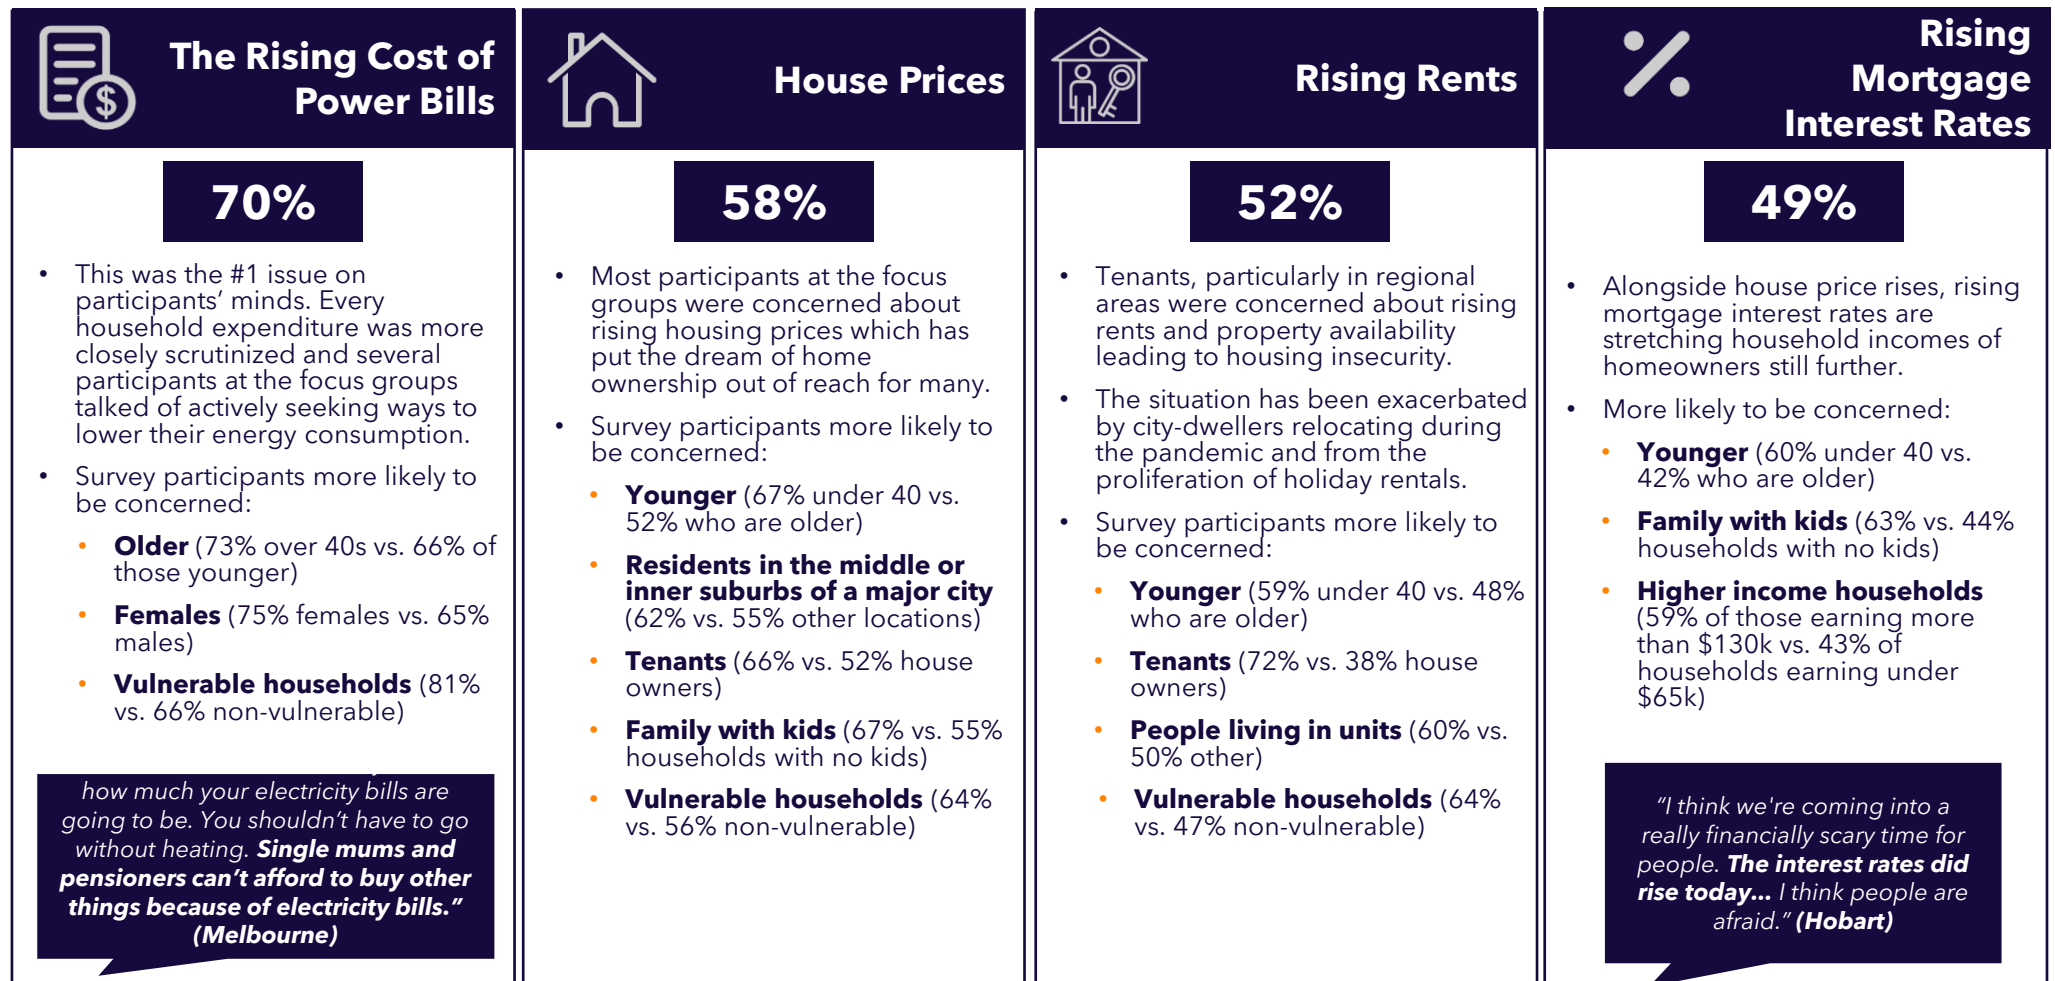 The Rising Cost of
Power Bills
70%
• This was the #1 issue on
participants’ minds. Every
household expenditure was more
closely scrutinized and several
participants at the focus groups
talked of actively seeking ways to
lower their energy consumption.
• Survey participants more likely to
be concerned:
• Older (73% over 40s vs. 66% of
those younger)
• Females (75% females vs. 65%
males)
• Vulnerable households (81%
vs. 66% non-vulnerable)
how much your electricity bills are
going to be. You shouldn’t have to go
without heating. Single mums and
pensioners can’t afford to buy other
things because of electricity bills.”
(Melbourne)
House Prices
58%
• Most participants at the focus
groups were concerned about
rising housing prices which has
put the dream of home
ownership out of reach for many.
• Survey participants more likely to
be concerned:
• Younger (67% under 40 vs.
52% who are older)
• Residents in the middle or
inner suburbs of a major city
(62% vs. 55% other locations)
• Tenants (66% vs. 52% house
owners)
• Family with kids (67% vs. 55%
households with no kids)
• Vulnerable households (64%
vs. 56% non-vulnerable)
Rising Rents
52%
• Tenants, particularly in regional
areas were concerned about rising
rents and property availability
leading to housing insecurity.
• The situation has been exacerbated
by city-dwellers relocating during
the pandemic and from the
proliferation of holiday rentals.
• Survey participants more likely to
be concerned:
• Younger (59% under 40 vs. 48%
who are older)
• Tenants (72% vs. 38% house
owners)
• People living in units (60% vs.
50% other)
• Vulnerable households (64%
vs. 47% non-vulnerable)
Rising
Mortgage
Interest Rates
49%
• Alongside house price rises, rising
mortgage interest rates are
stretching household incomes of
homeowners still further.
• More likely to be concerned:
• Younger (60% under 40 vs.
42% who are older)
• Family with kids (63% vs. 44%
households with no kids)
• Higher income households
(59% of those earning more
than $130k vs. 43% of
households earning under
$65k)
“I think we're coming into a
really financially scary time for
people. The interest rates did
rise today... I think people are
afraid.” (Hobart)